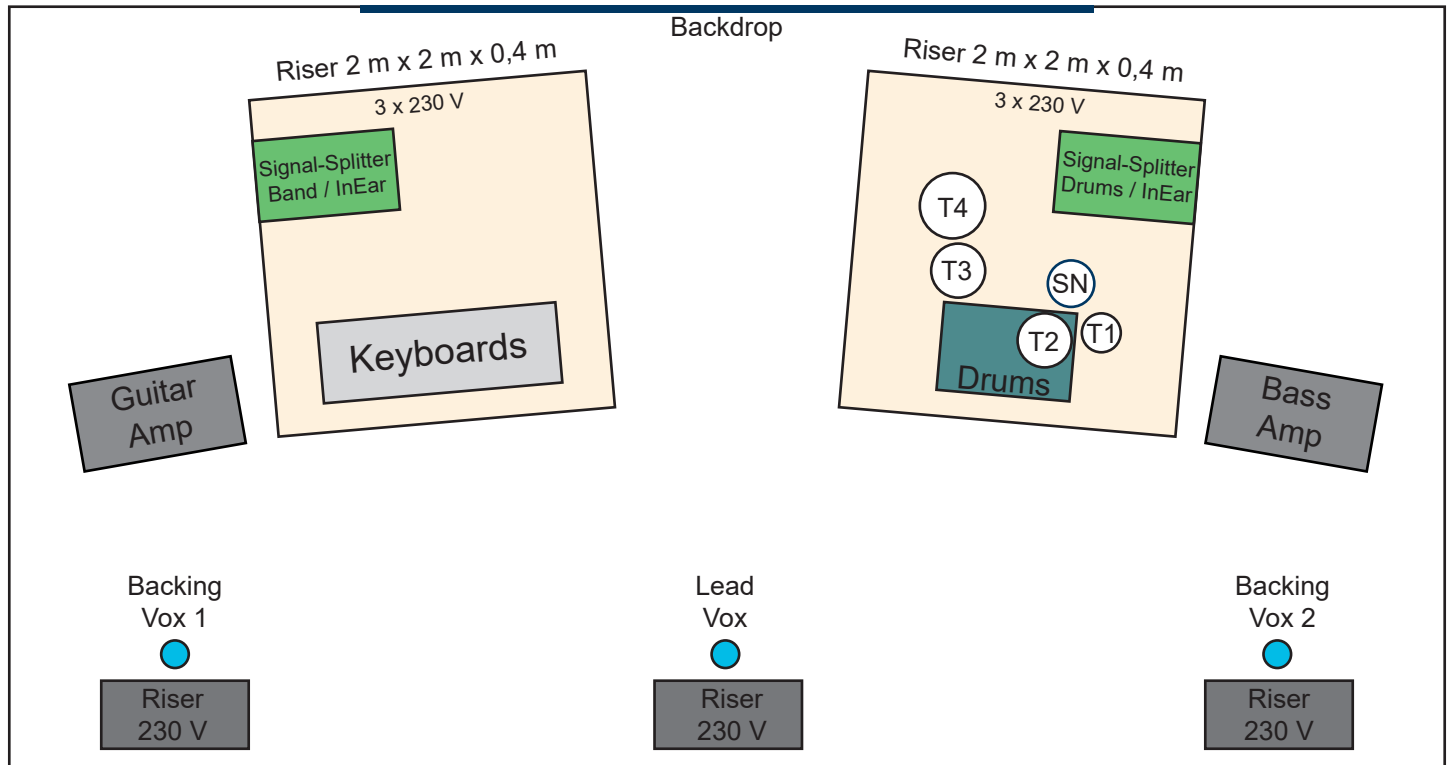 Backdrop
Riser 2 m x 2 m x 0,4 m
3 x 230 V
Signal-Splitter
Band / InEar
Keyboards
Guitar
Amp
Riser 2 m x 2 m x 0,4 m
3 x 230 V
Signal-Splitter
Drums / InEar
T4
T3
SN
T2
T1
Drums
Bass
Amp
Backing
Vox 1
Riser
230 V
Lead
Vox
Riser
230 V
Backing
Vox 2
Riser
230 V